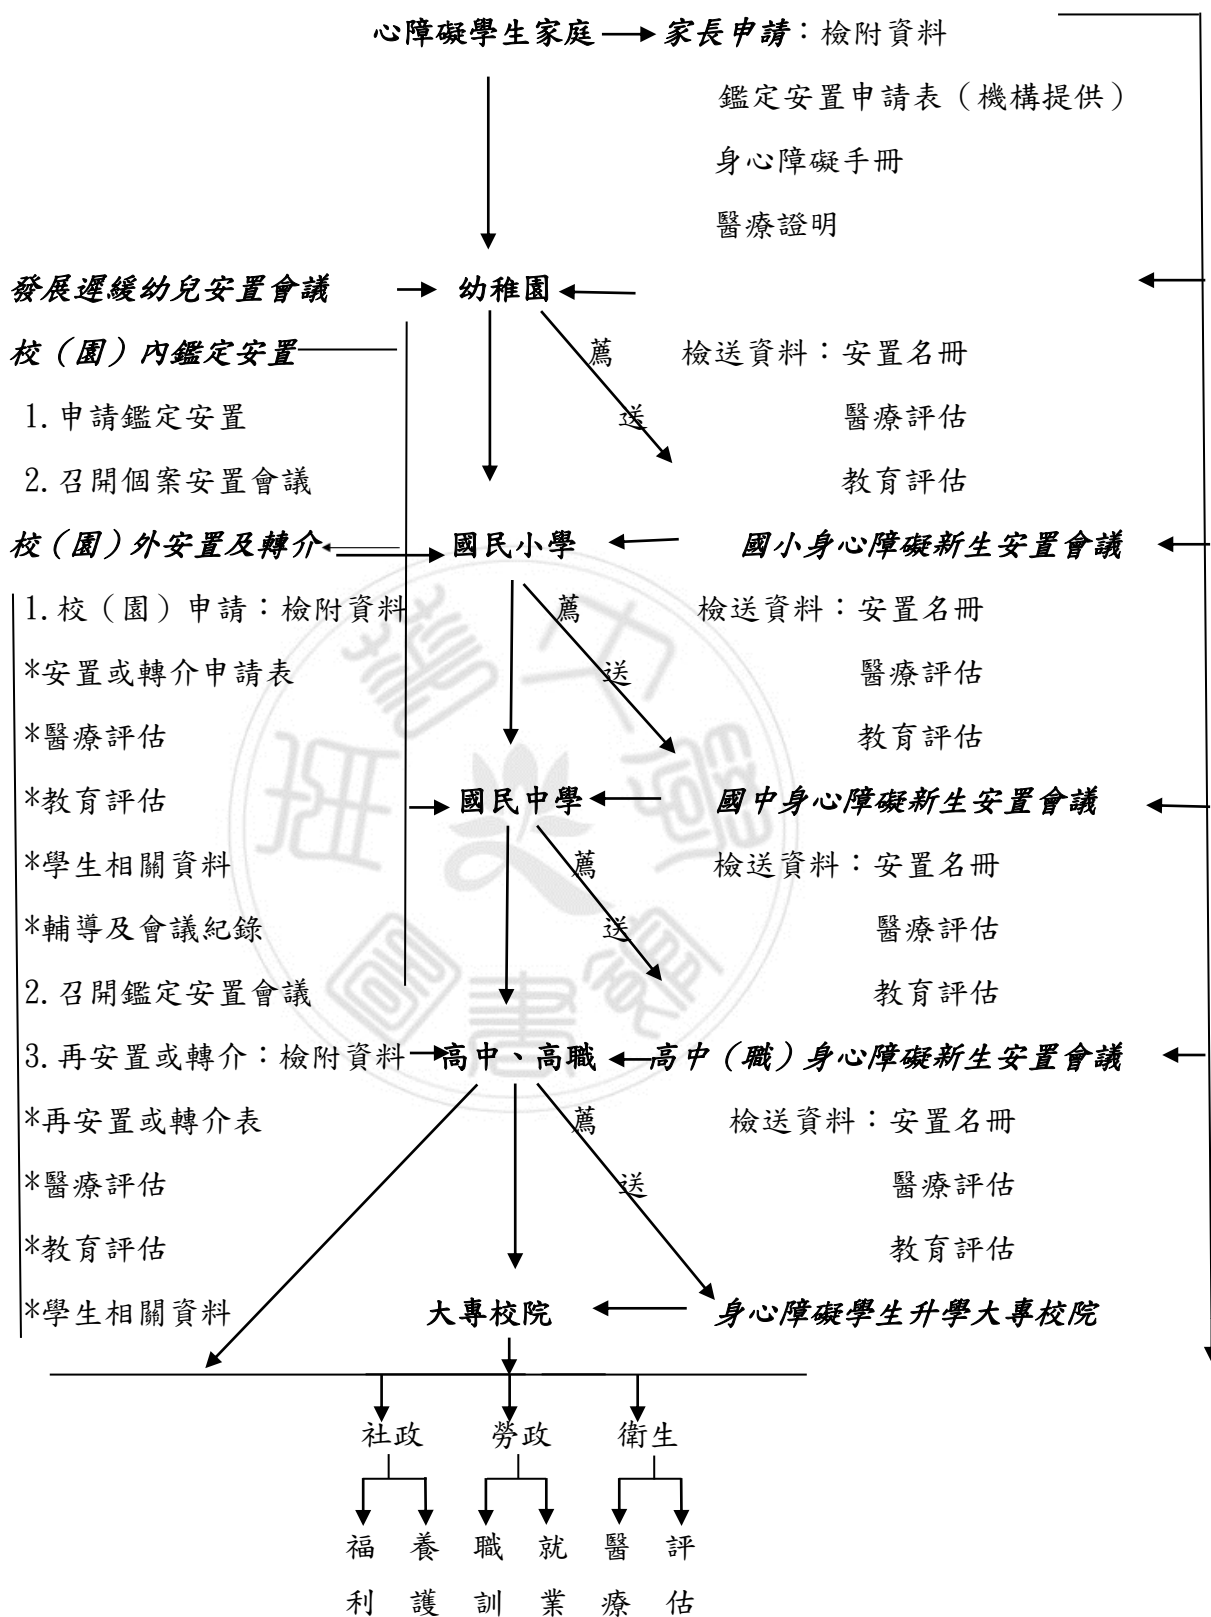 心障礙學生家庭 家長申請：檢附資料
鑑定安置申請表（機構提供）
身心障礙手冊
醫療證明
發展遲緩幼兒安置會議 幼稚園
校（園）內鑑定安置 薦 檢送資料：安置名冊
1.申請鑑定安置 送 醫療評估
2.召開個案安置會議 教育評估
校（園）外安置及轉介 國民小學 國小身心障礙新生安置會議
1.校（園）申請：檢附資料 薦 檢送資料：安置名冊
*安置或轉介申請表 送 醫療評估
*醫療評估 教育評估
*教育評估 國民中學 國中身心障礙新生安置會議
*學生相關資料 薦 檢送資料：安置名冊
*輔導及會議紀錄 送 醫療評估
2.召開鑑定安置會議 教育評估
3.再安置或轉介：檢附資料 高中、高職 高中（職）身心障礙新生安置會議
*再安置或轉介表 薦 檢送資料：安置名冊
*醫療評估 送 醫療評估
*教育評估 教育評估
*學生相關資料 大專校院 身心障礙學生升學大專校院
社政 勞政 衛生
福利 養護 職訓 就業 醫療 評估